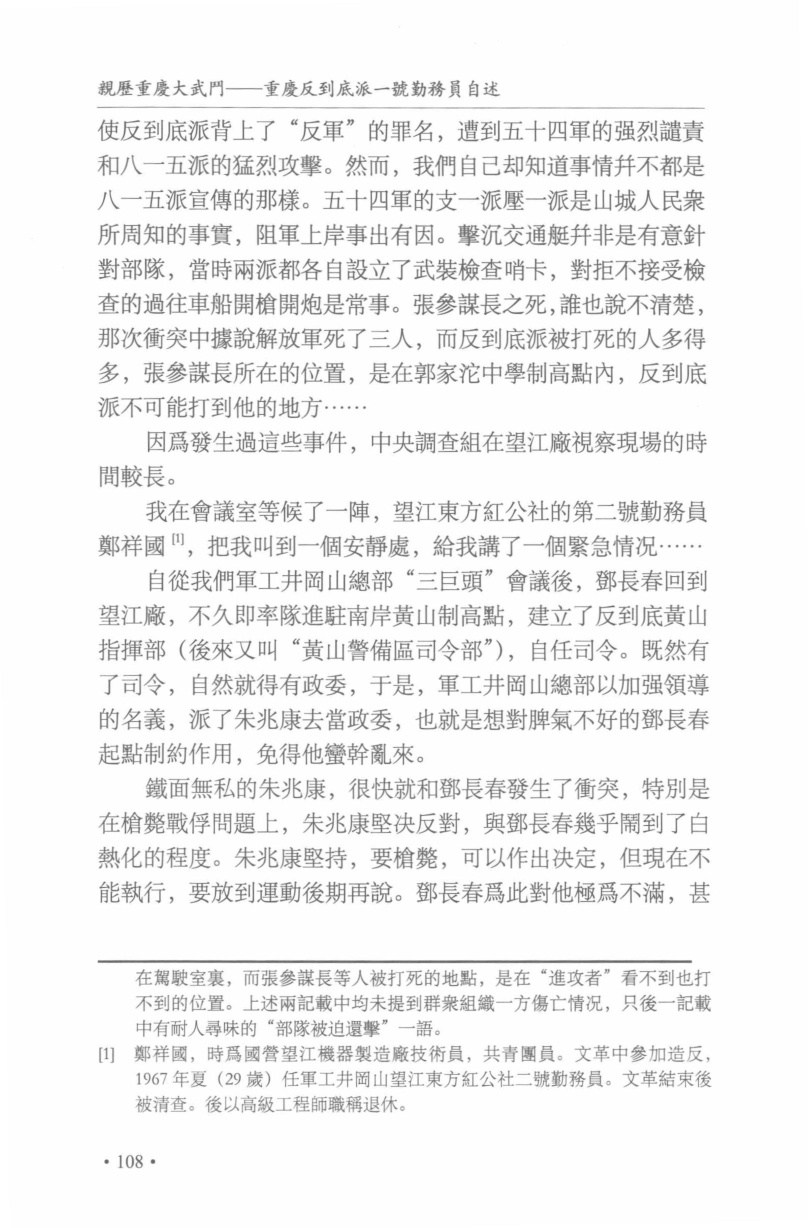 親歷重慶大武鬥——重慶反到底派一號勤務員自述
使反到底派背上了“反軍”的罪名，遭到五十四軍的强烈譴責
和八一五派的猛烈攻擊。然而，我們自己却知道事情幷不都是
八一五派宣傳的那樣。五十四軍的支一派壓一派是山城人民衆
所周知的事實，阻軍上岸事出有因。擊沉交通艇幷非是有意針
對部隊，當時兩派都各自設立了武裝檢查哨卡，對拒不接受檢
查的過往車船開槍開炮是常事。張參謀長之死，誰也說不清楚，
那次衝突中據說解放軍死了三人，而反到底派被打死的人多得
多，張參謀長所在的位置，是在郭家沱中學制高點內，反到底
派不可能打到他的地方……
因爲發生過這些事件，中央調查組在望江廠視察現場的時
間較長。
我在會議室等候了一陣，望江東方紅公社的第二號勤務員
鄭祥國[1]，把我叫到一個安靜處，給我講了一個緊急情况……
自從我們軍工井岡山總部“三巨頭”會議後，鄧長春回到
望江廠，不久即率隊進駐南岸黃山制高點，建立了反到底黃山
指揮部（後來又叫“黃山警備區司令部”），自任司令。既然有
了司令，自然就得有政委，于是，軍工井岡山總部以加强領導
的名義，派了朱兆康去當政委，也就是想對脾氣不好的鄧長春
起點制約作用，免得他蠻幹亂來。
鐵面無私的朱兆康，很快就和鄧長春發生了衝突，特別是
在槍斃戰俘問題上，朱兆康堅决反對，與鄧長春幾乎鬧到了白
熱化的程度。朱兆康堅持，要槍斃，可以作出决定，但現在不
能執行，要放到運動後期再說。鄧長春爲此對他極爲不滿，甚
在駕駛室裏，而張參謀長等人被打死的地點，是在“進攻者”看不到也打
不到的位置。上述兩記載中均未提到群衆組織一方傷亡情况，只後一記載
中有耐人尋味的“部隊被迫還擊”一語。
[1] 鄭祥國，時爲國營望江機器製造廠技術員，共青團員。文革中參加造反，
1967年夏（29歲）任軍工井岡山望江東方紅公社二號勤務員。文革結束後
被清查。後以高級工程師職稱退休。
·108·